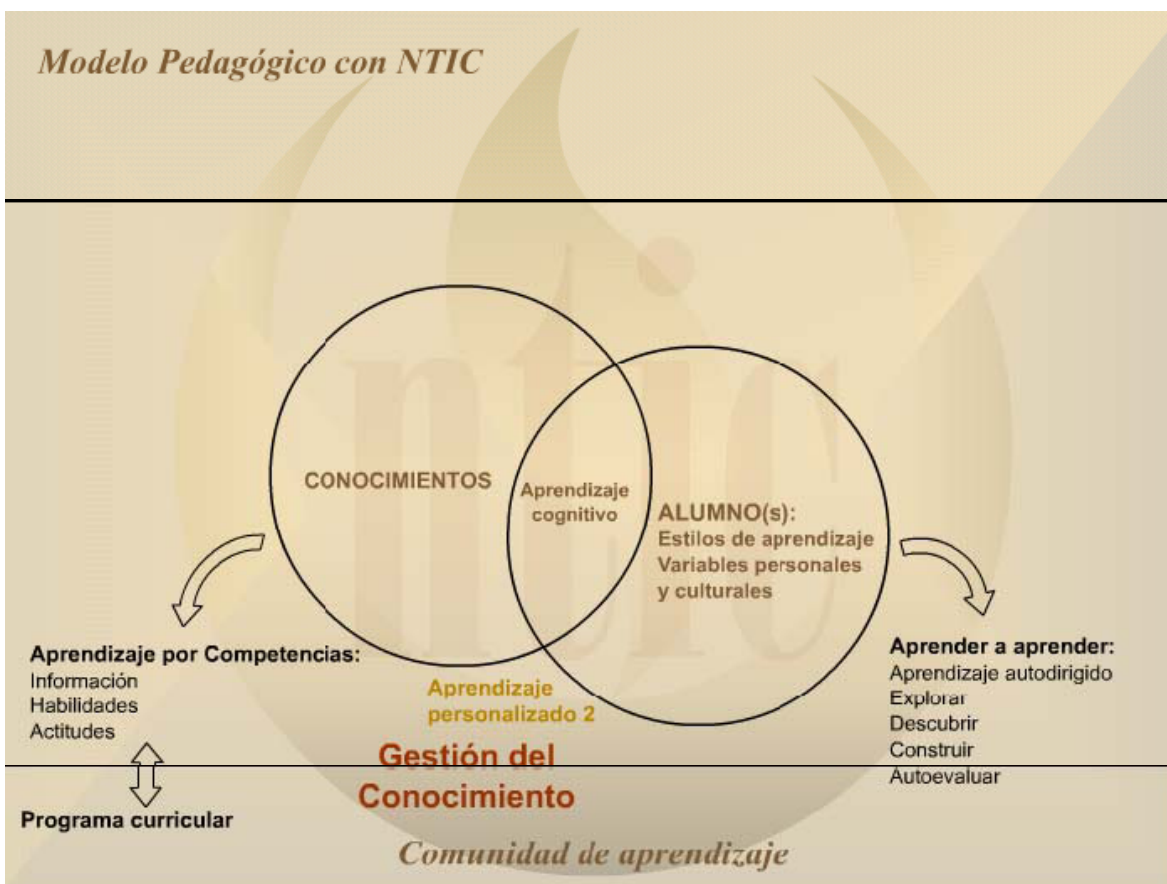 Modelo Pedagógico con NTIC
ntic
CONOCIMIENTOS
Aprendizaje
cognitivo
ALUMNO(s):
Estilos de aprendizaje
Variables personales
y culturales
Aprendizaje por Competencias:
Información
Habilidades
Actitudes
Programa curricular
Aprendizaje
personalizado 2
Gestión del
Conocimiento
Aprender a aprender:
Aprendizaje autodirigido
Explorar
Descubrir
Construir
Autoevaluar
Comunidad de aprendizaje